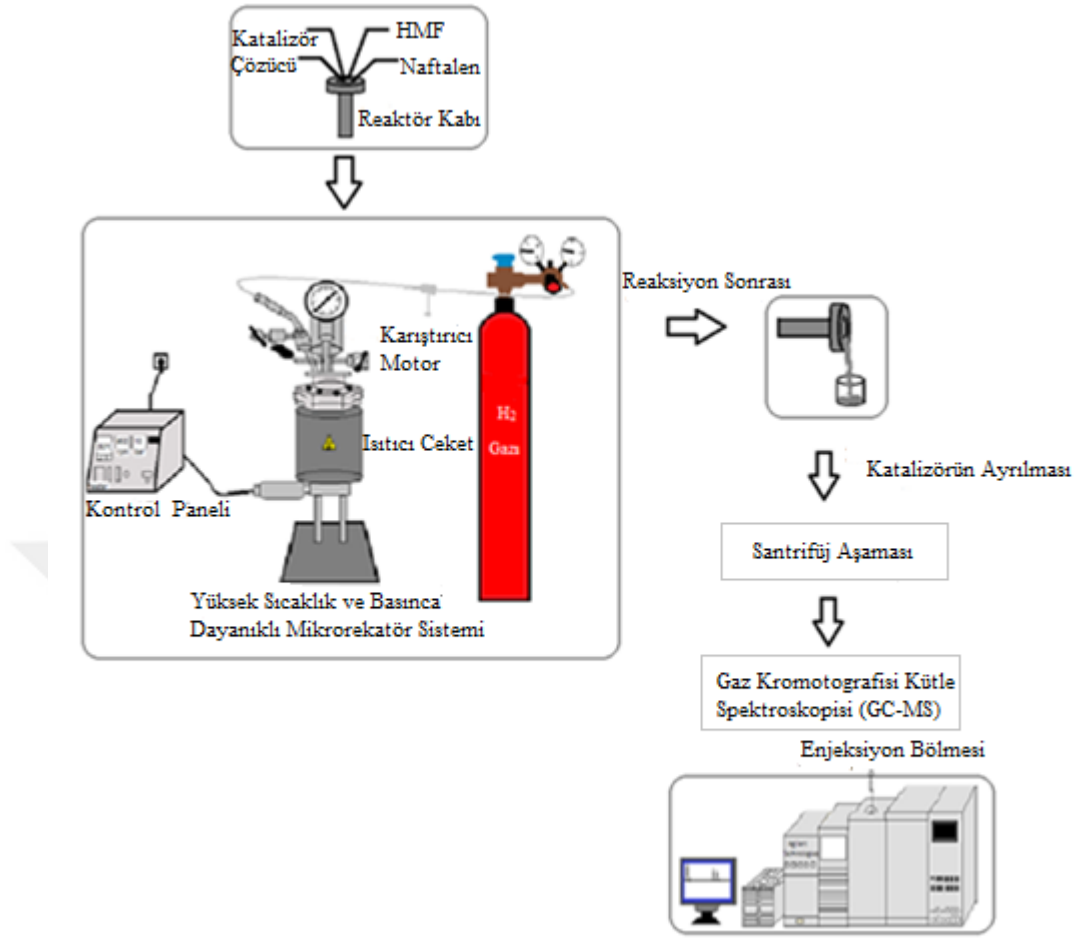 Katalizör
HMF
Çözücü
Naftalen
Reaktör Kabı
Reaksiyon Sonrası
Karıştırıcı
Motor
H2
Gazı
Isıtıcı Ceket
Kontrol Paneli
Yüksek Sıcaklık ve Basınca
Dayanıklı Mikrorekatör Sistemi
Katalizörün Ayrılması
Santrifüj Aşaması
Gaz Kromotografisi Kütle
Spektroskopisi (GC-MS)
Enjeksiyon Bölmesi